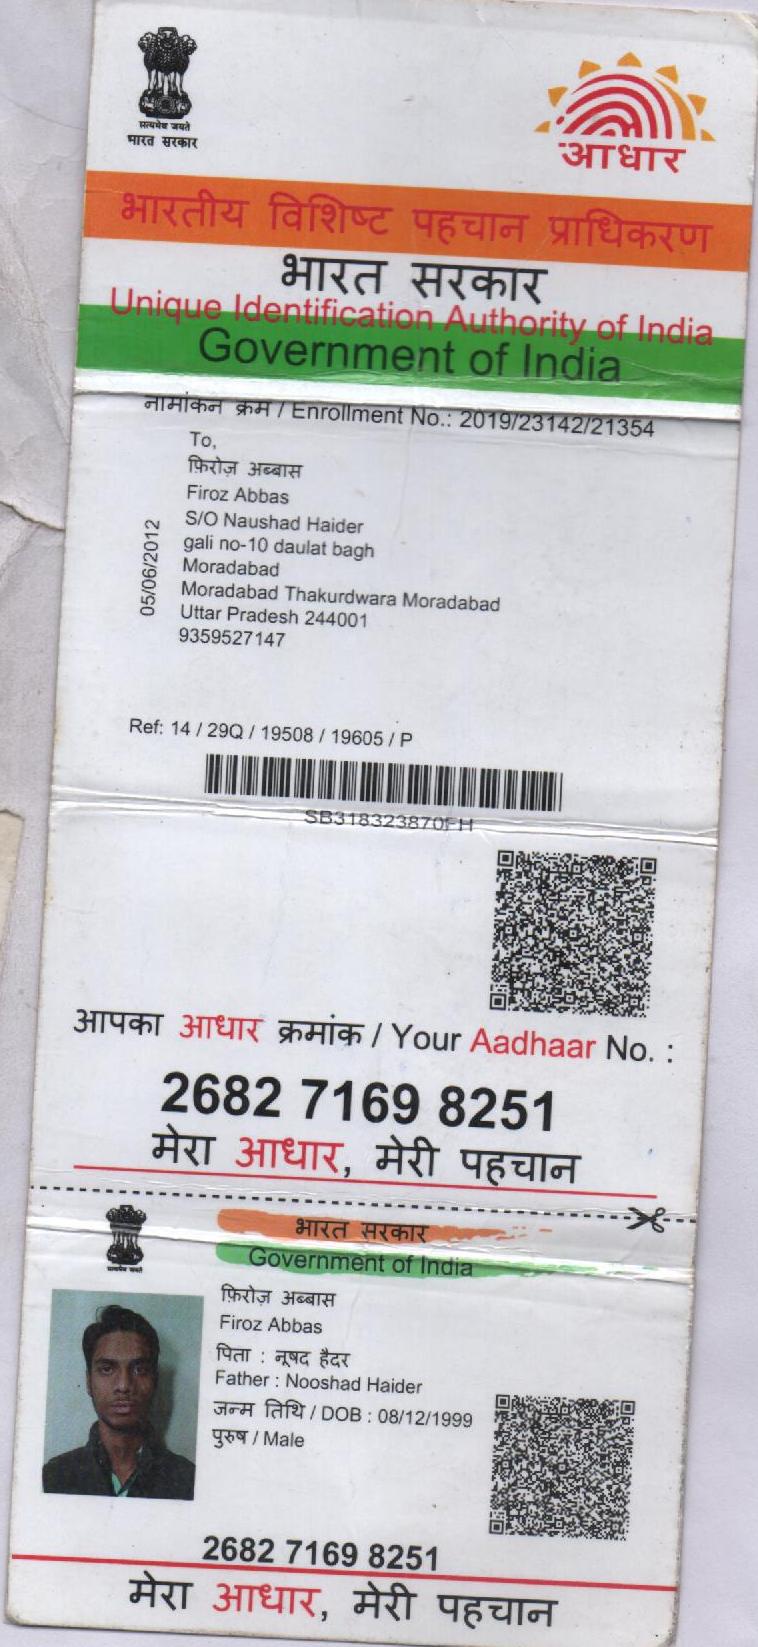 सत्यमेव जयते
भारत सरकार
आधार
भारतीय विशिष्ट पहचान प्राधिकरण
भारत सरकार
Unique Identification Authority of India
Government of India
नामांकन क्रम / Enrollment No.: 2019/23142/21354
To,
फ़िरोज़ अब्बास
Firoz Abbas
S/O Naushad Haider
gali no-10 daulat bagh
Moradabad
Moradabad Thakurdwara Moradabad
Uttar Pradesh 244001
9359527147
05/06/2012
Ref: 14 / 29Q / 19508 / 19605 / P
SB318323870FH
आपका आधार क्रमांक / Your Aadhaar No. :
2682 7169 8251
मेरा आधार, मेरी पहचान
भारत सरकार
Government of India
फ़िरोज़ अब्बास
Firoz Abbas
पिता : नूषद हैदर
Father : Nooshad Haider
जन्म तिथि / DOB : 08/12/1999
पुरुष / Male
2682 7169 8251
मेरा आधार, मेरी पहचान